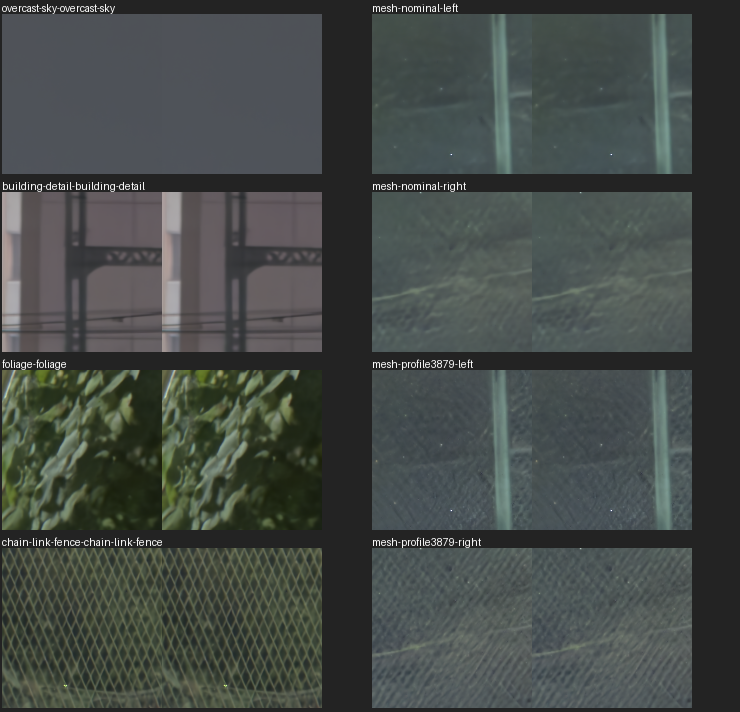 overcast-sky-overcast-sky
mesh-nominal-left
building-detail-building-detail
mesh-nominal-right
foliage-foliage
mesh-profile3879-left
chain-link-fence-chain-link-fence
mesh-profile3879-right